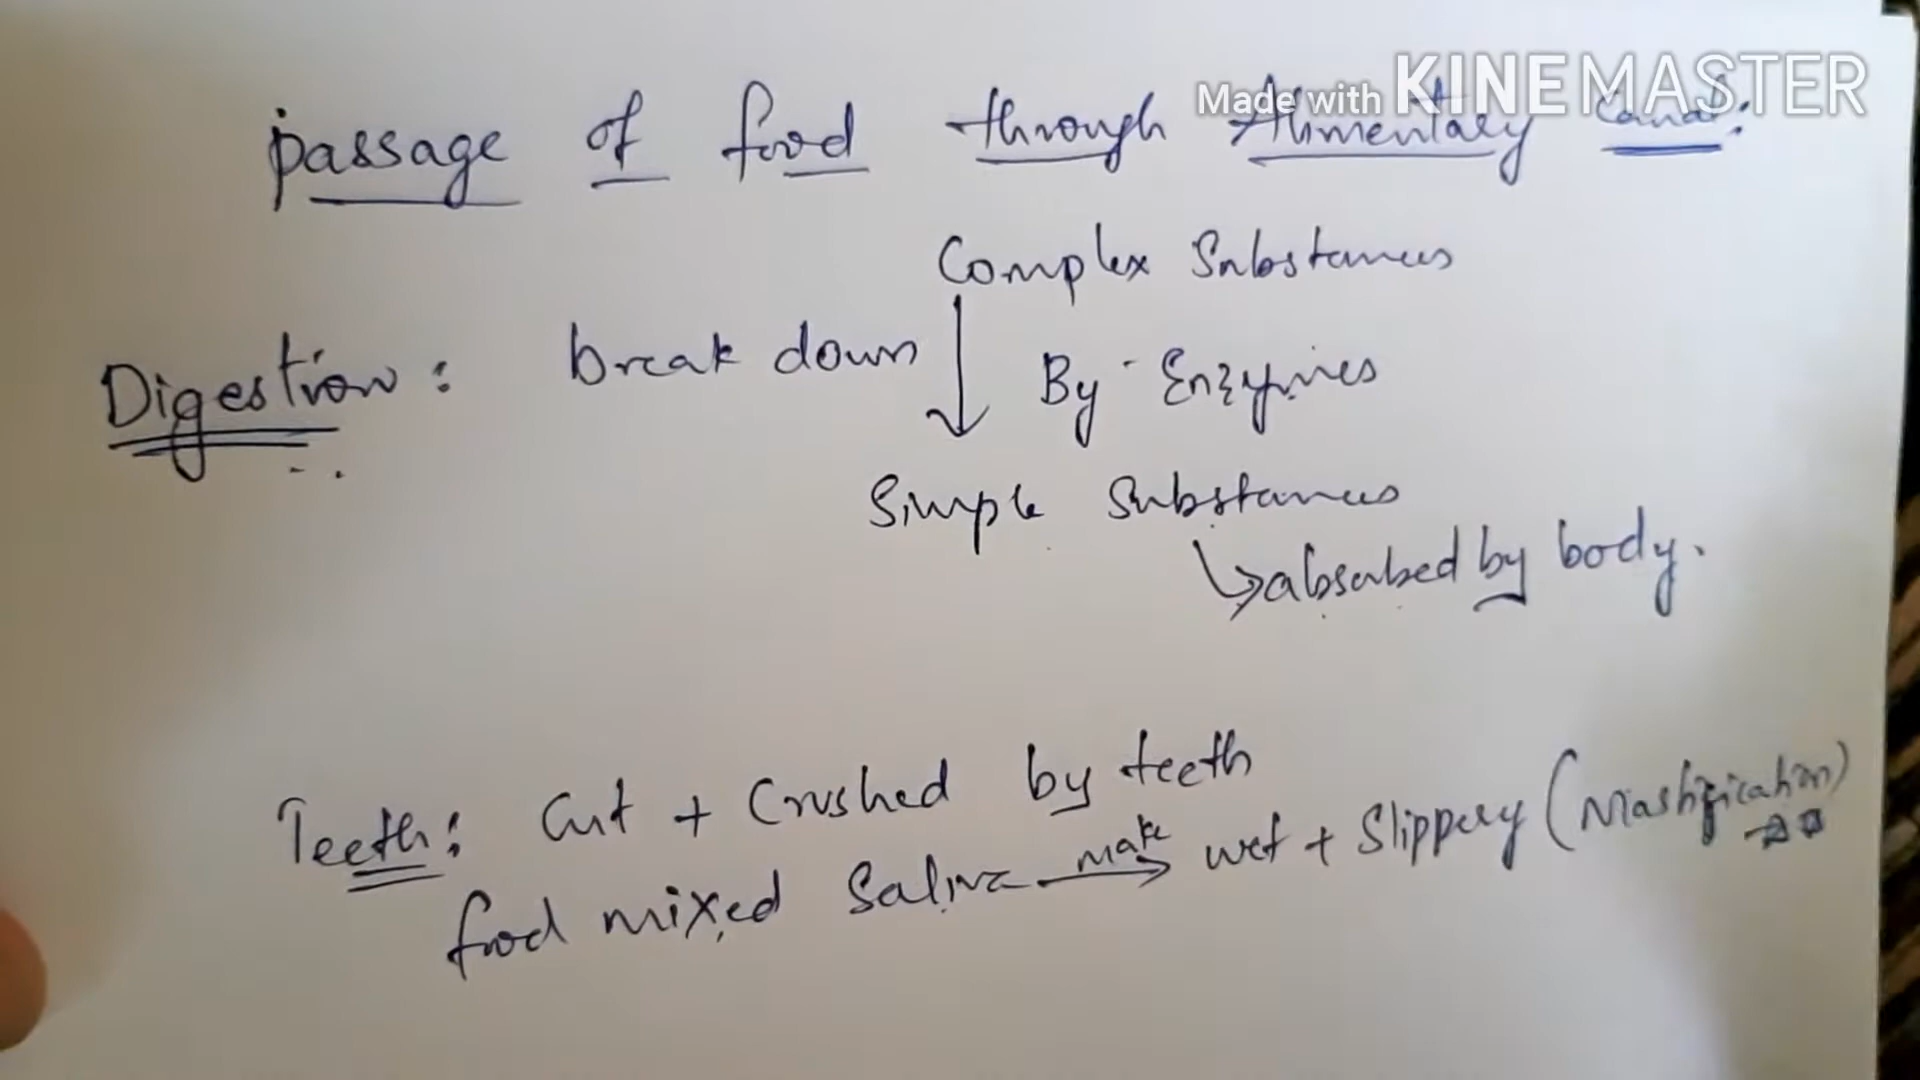 Made with KINEMASTER
passage of food through Alimentary canal:
Complex Substances
Digestion: break down By Enzymes
Simple Substances
absorbed by body.
Teeth: Cut + Crushed by teeth
food mixed Saliva make wet + Slippery (Mastification)